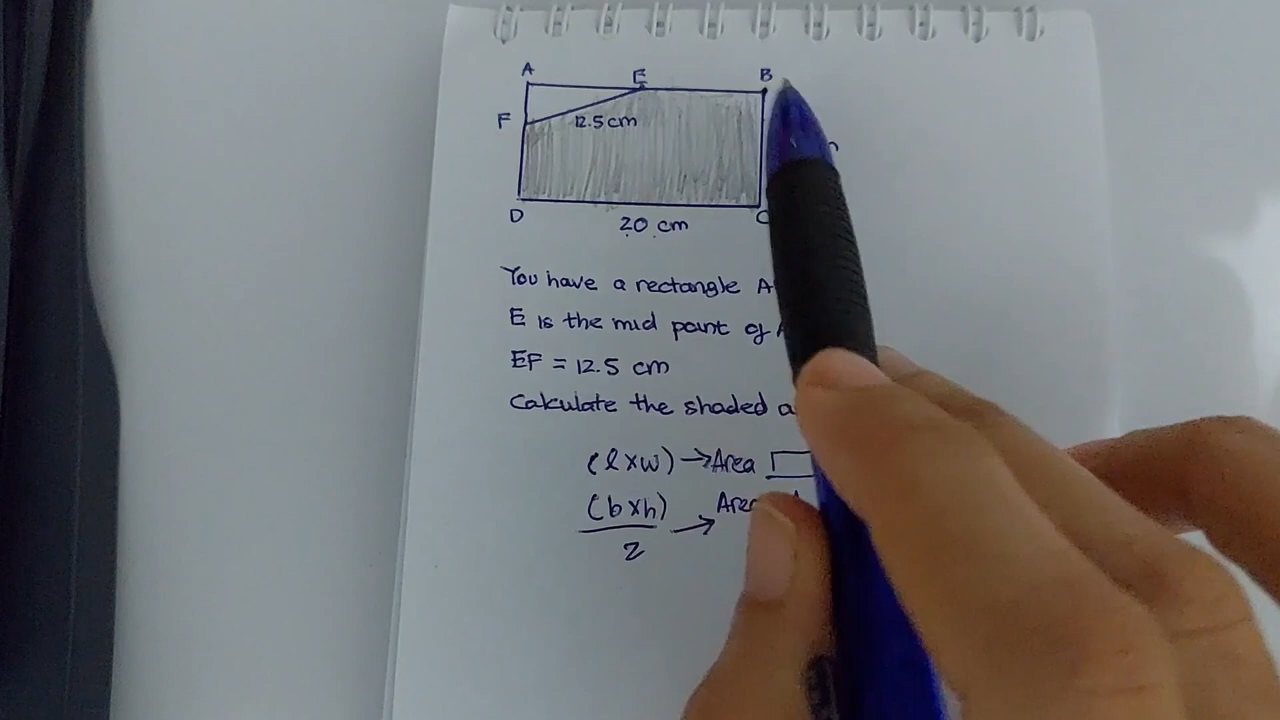 A E B
F 12.5 cm
D C
20 cm
You have a rectangle A
E is the mid point of
EF = 12.5 cm
Calculate the shaded a
(l x w) → Area
(b x h) → Area
2